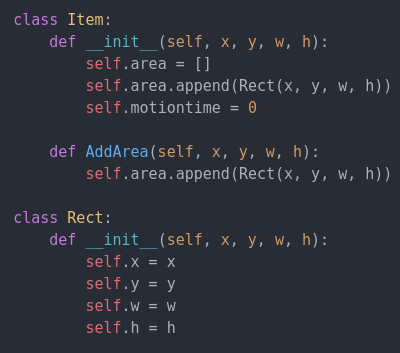 class Item:
    def __init__(self, x, y, w, h):
        self.area = []
        self.area.append(Rect(x, y, w, h))
        self.motiontime = 0

    def AddArea(self, x, y, w, h):
        self.area.append(Rect(x, y, w, h))

class Rect:
    def __init__(self, x, y, w, h):
        self.x = x
        self.y = y
        self.w = w
        self.h = h